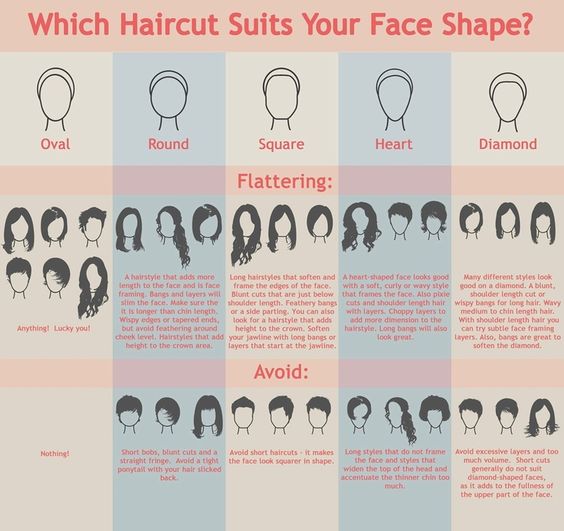 Which Haircut Suits Your Face Shape?
Oval
Round
Square
Heart
Diamond
Flattering:
Anything!  Lucky you!
A hairstyle that adds more
length to the face and is face
framing. Bangs and layers will
slim the face. Make sure the
it is longer than chin length.
Wispy edges or tapered ends,
but avoid feathering around
cheek level. Hairstyles that add
height to the crown area.
Long hairstyles that soften and
frame the edges of the face.
Blunt cuts that are just below
shoulder length. Feathery bangs
or a side parting. You can also
look for a hairstyle that adds
height to the crown. Soften
your jawline with long bangs or
layers that start at the jawline.
A heart-shaped face looks good
with a soft, curly or wavy style
that frames the face. Also pixie
cuts and shoulder length hair
with layers. Choppy layers to
add more dimension to the
hairstyle. Long bangs will also
look great.
Many different styles look
good on a diamond. A blunt,
shoulder length cut or
wispy bangs for long hair. Wavy
medium to chin length hair.
With shoulder length hair you
can try subtle face framing
layers. Also, bangs are great to
soften the diamond.
Avoid:
Nothing!
Short bobs, blunt cuts and a
straight fringe.  Avoid a tight
ponytail with your hair slicked
back.
Avoid short haircuts - it makes
the face look squarer in shape.
Long styles that do not frame
the face and styles that
widen the top of the head and
accentuate the thinner chin too
much.
Avoid excessive layers and too
much volume.  Short cuts
generally do not suit
diamond-shaped faces,
as it adds to the fullness of
the upper part of the face.